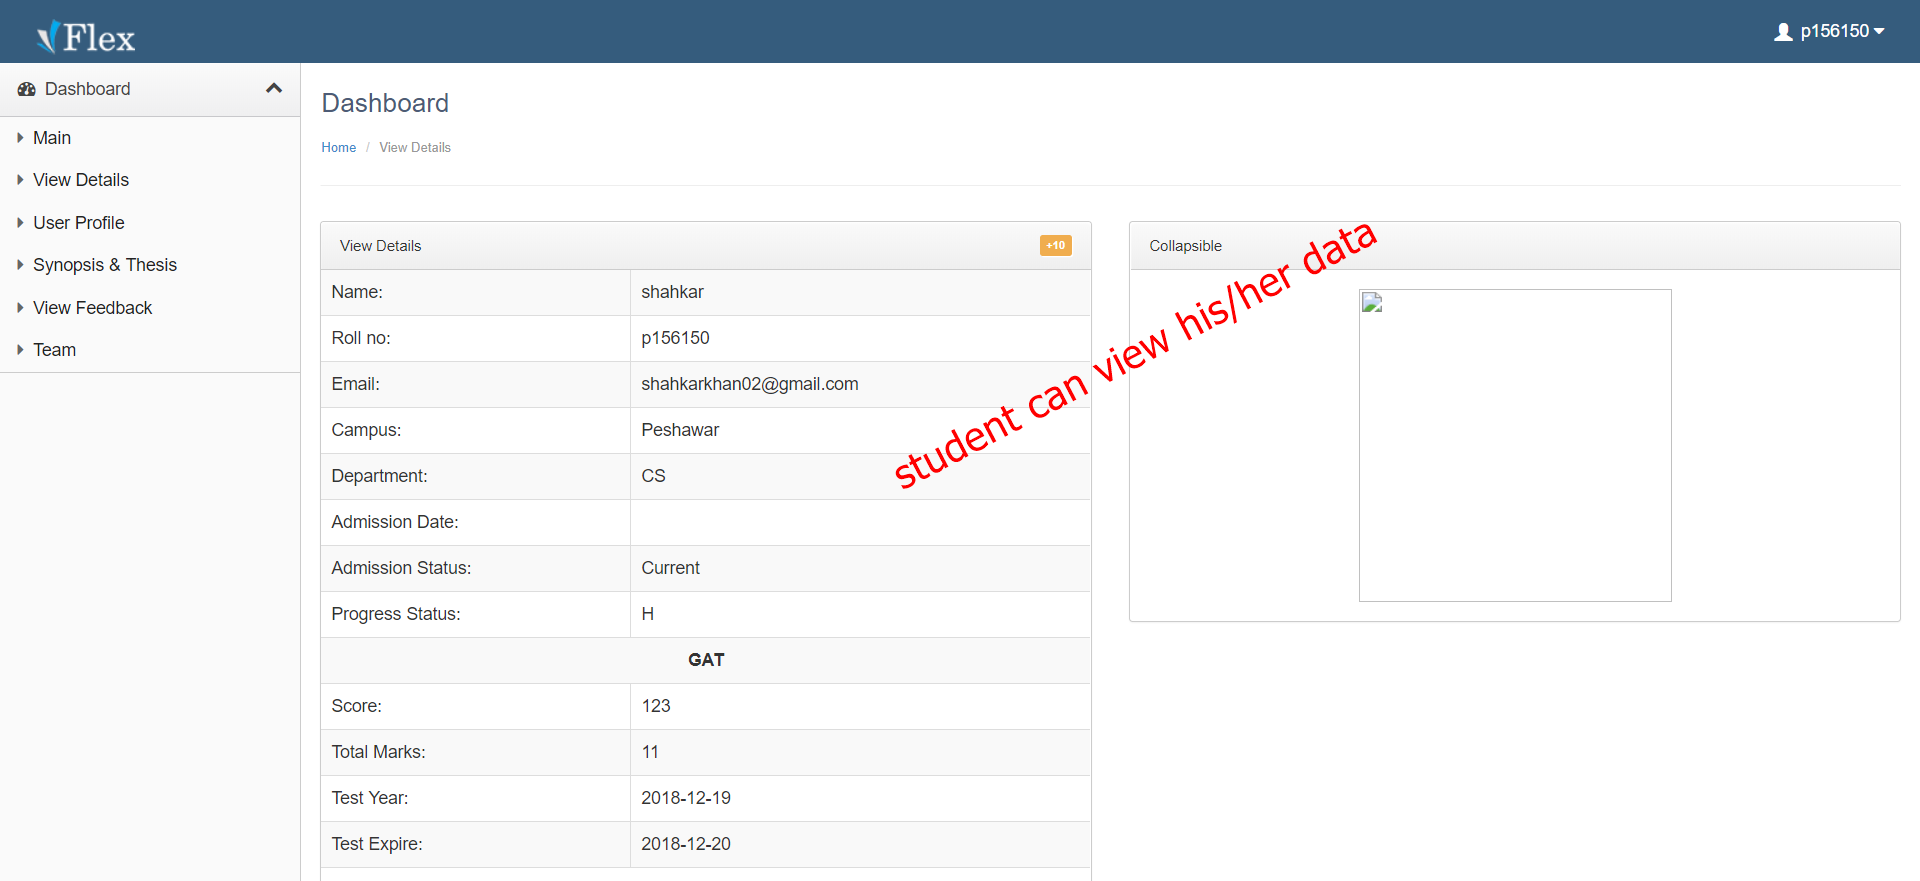 Flex
p156150
Dashboard
Main
View Details
User Profile
Synopsis & Thesis
View Feedback
Team
Dashboard
Home / View Details
View Details +10
Name: shahkar
Roll no: p156150
Email: shahkarkhan02@gmail.com
Campus: Peshawar
Department: CS
Admission Date:
Admission Status: Current
Progress Status: H
GAT
Score: 123
Total Marks: 11
Test Year: 2018-12-19
Test Expire: 2018-12-20
Collapsible
student can view his/her data